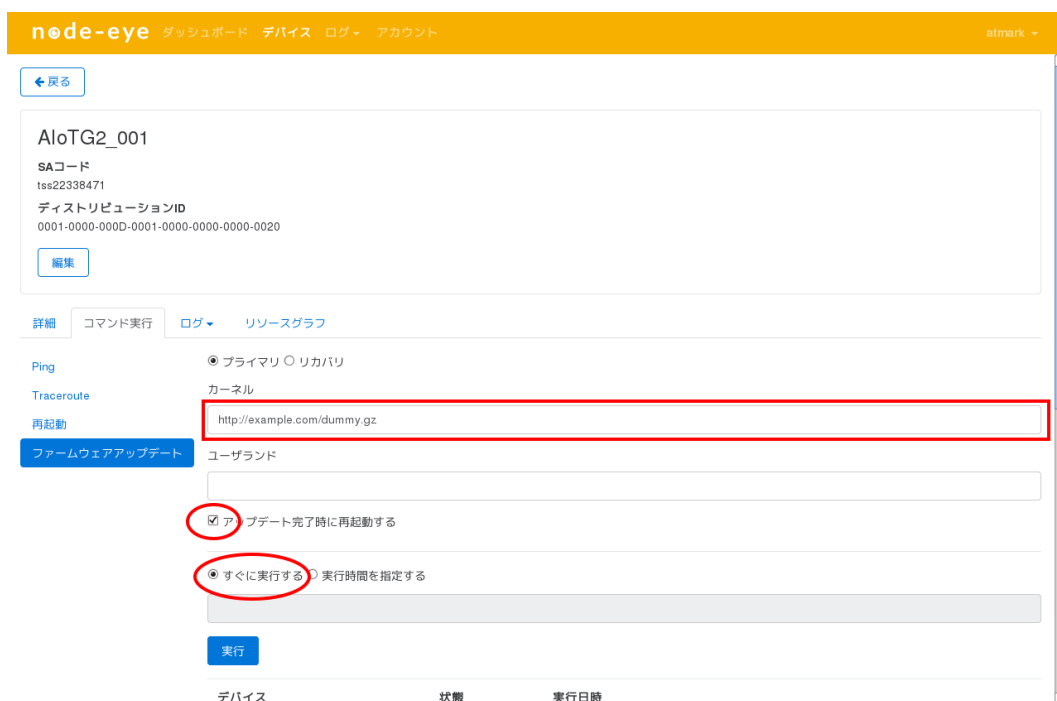 node-eye ダッシュボード デバイス ログ アカウント atmark
戻る
AIoTG2_001
SAコード
tss22338471
ディストリビューションID
0001-0000-000D-0001-0000-0000-0000-0020
編集
詳細 コマンド実行 ログ リソースグラフ
Ping
Traceroute
再起動
ファームウェアアップデート
プライマリ リカバリ
カーネル
http://example.com/dummy.gz
ユーザランド
アップデート完了時に再起動する
すぐに実行する 実行時間を指定する
実行
デバイス 状態 実行日時